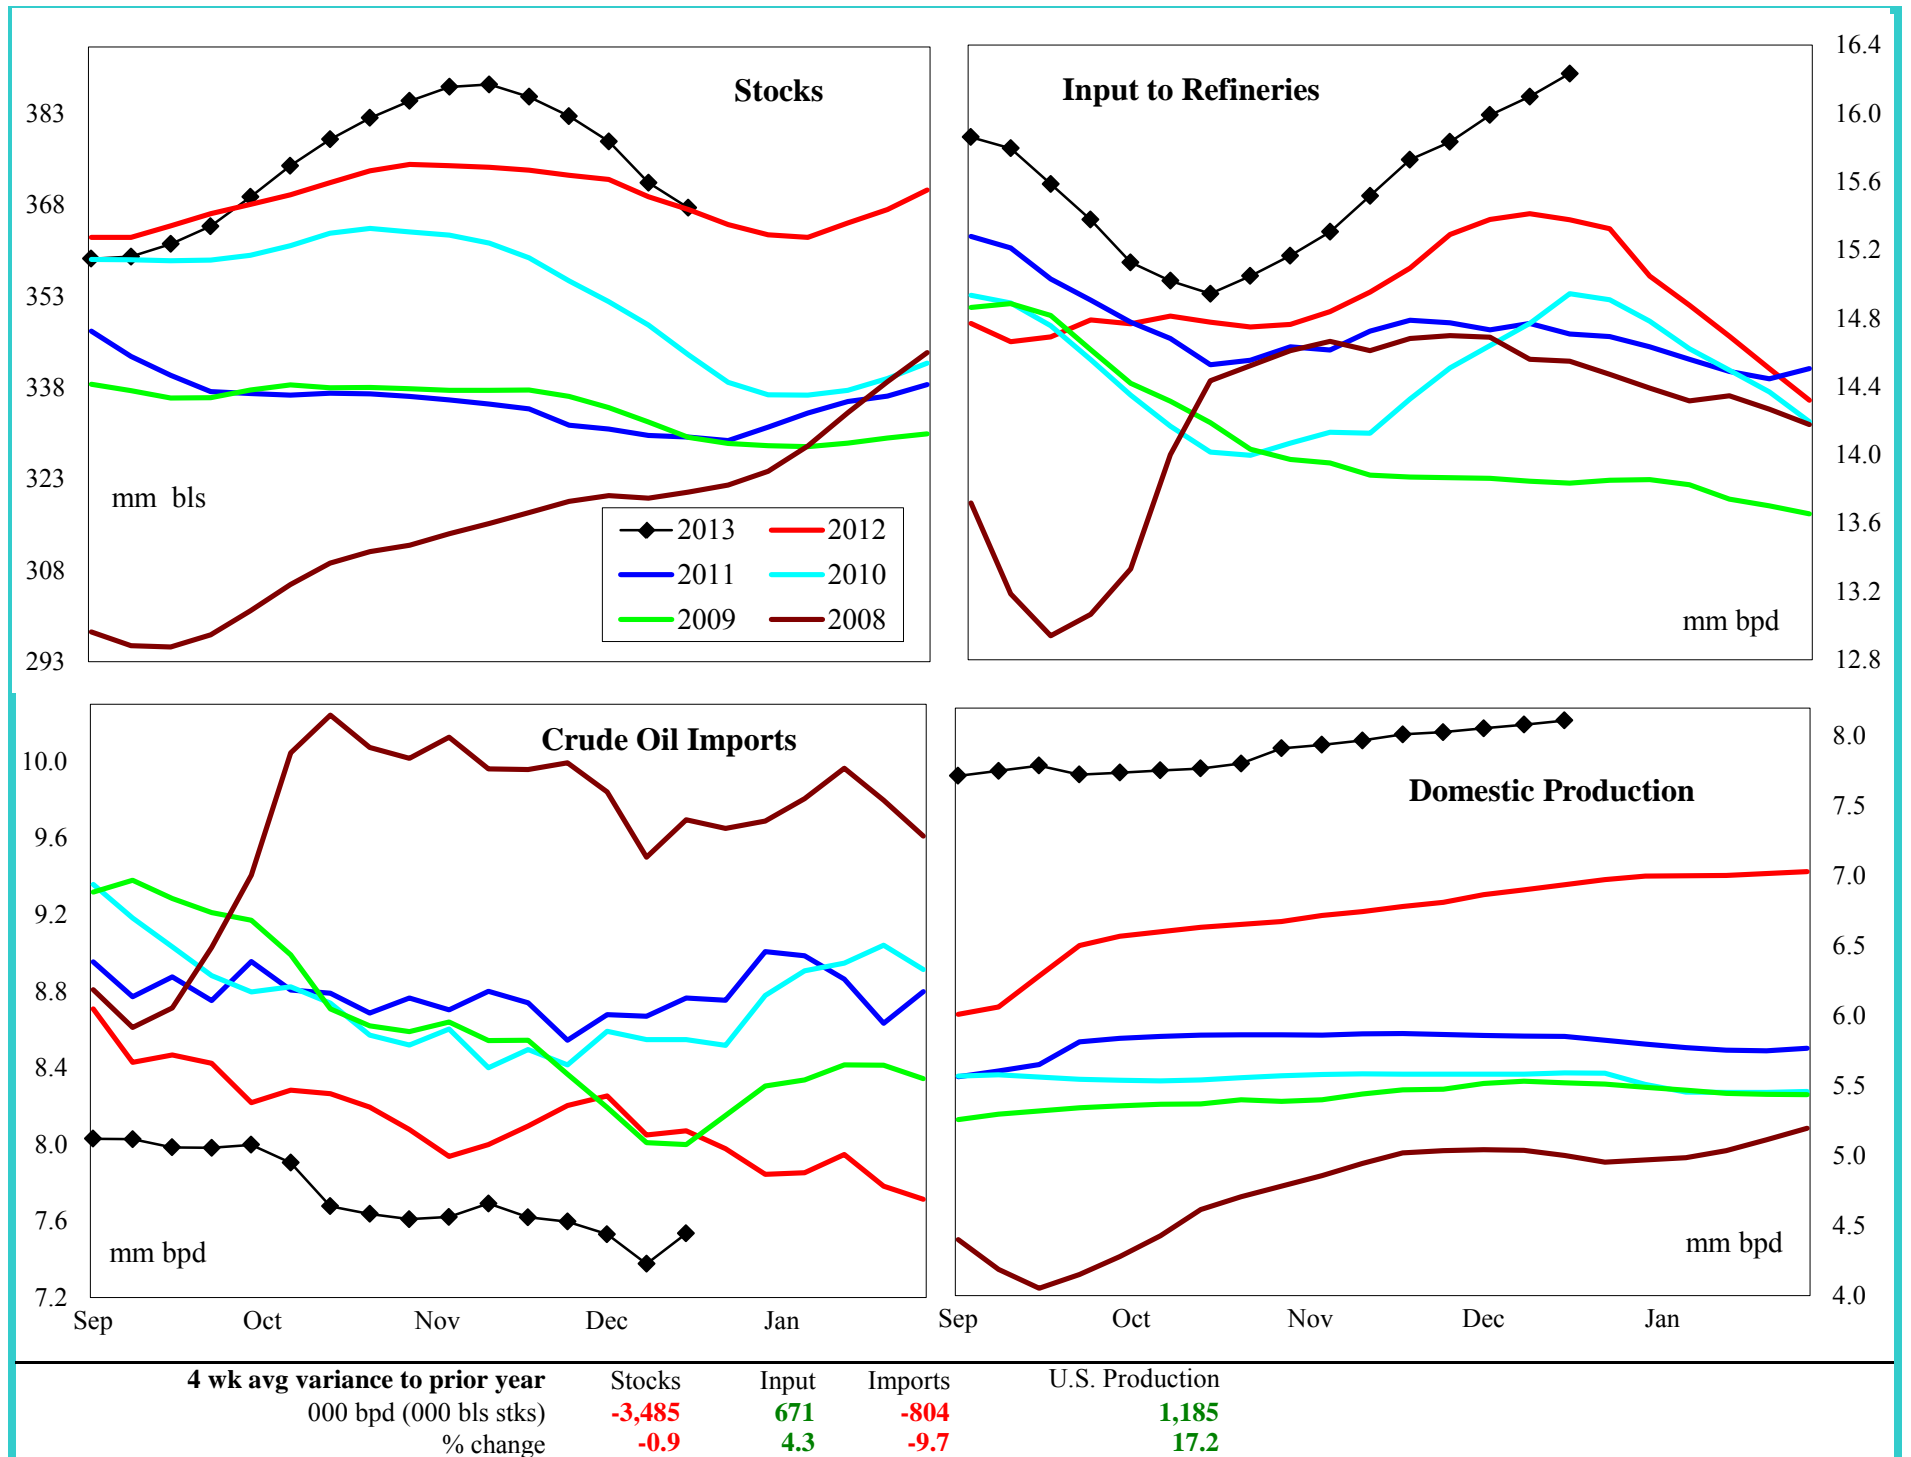 Stocks
383
368
353
338
323
308
293
mm bls
2013 2012
2011 2010
2009 2008
Input to Refineries
16.4
16.0
15.6
15.2
14.8
14.4
14.0
13.6
13.2
12.8
mm bpd
Crude Oil Imports
10.0
9.6
9.2
8.8
8.4
8.0
7.6
7.2
mm bpd
Sep Oct Nov Dec Jan
Domestic Production
8.0
7.5
7.0
6.5
6.0
5.5
5.0
4.5
4.0
mm bpd
Sep Oct Nov Dec Jan
4 wk avg variance to prior year Stocks Input Imports U.S. Production
000 bpd (000 bls stks) -3,485 671 -804 1,185
% change -0.9 4.3 -9.7 17.2